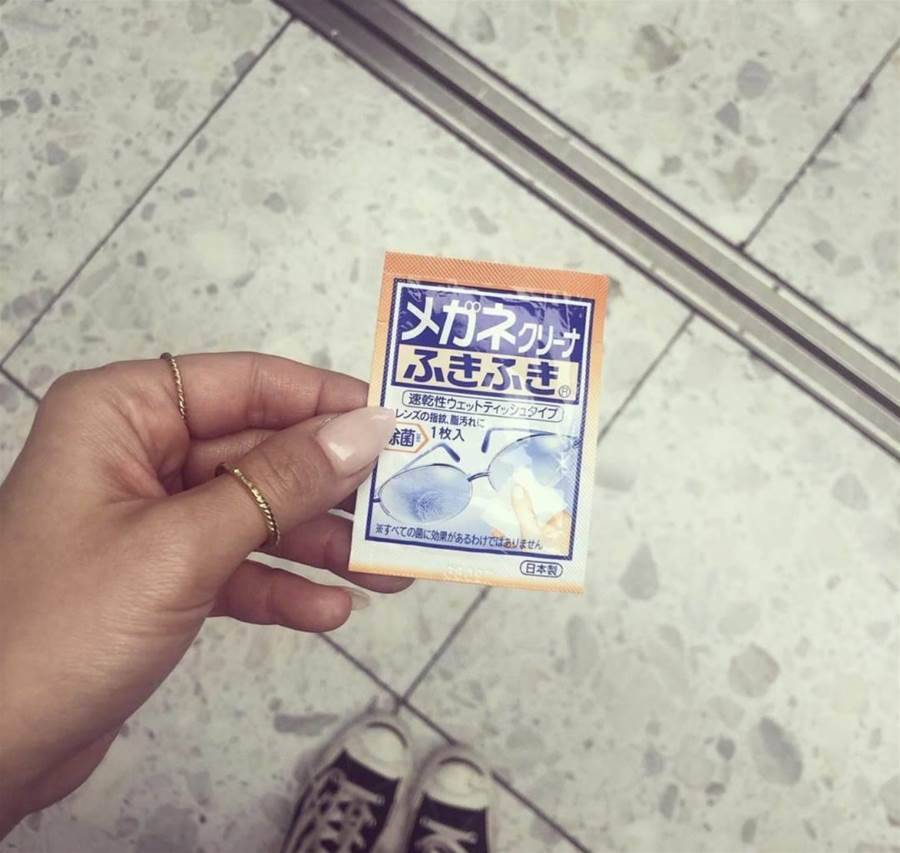 メガネクリーナ
ふきふき®
速乾性ウェットティッシュタイプ
レンズの指紋、脂汚れに
除菌※ 1枚入
※すべての菌に効果があるわけではありません
日本製